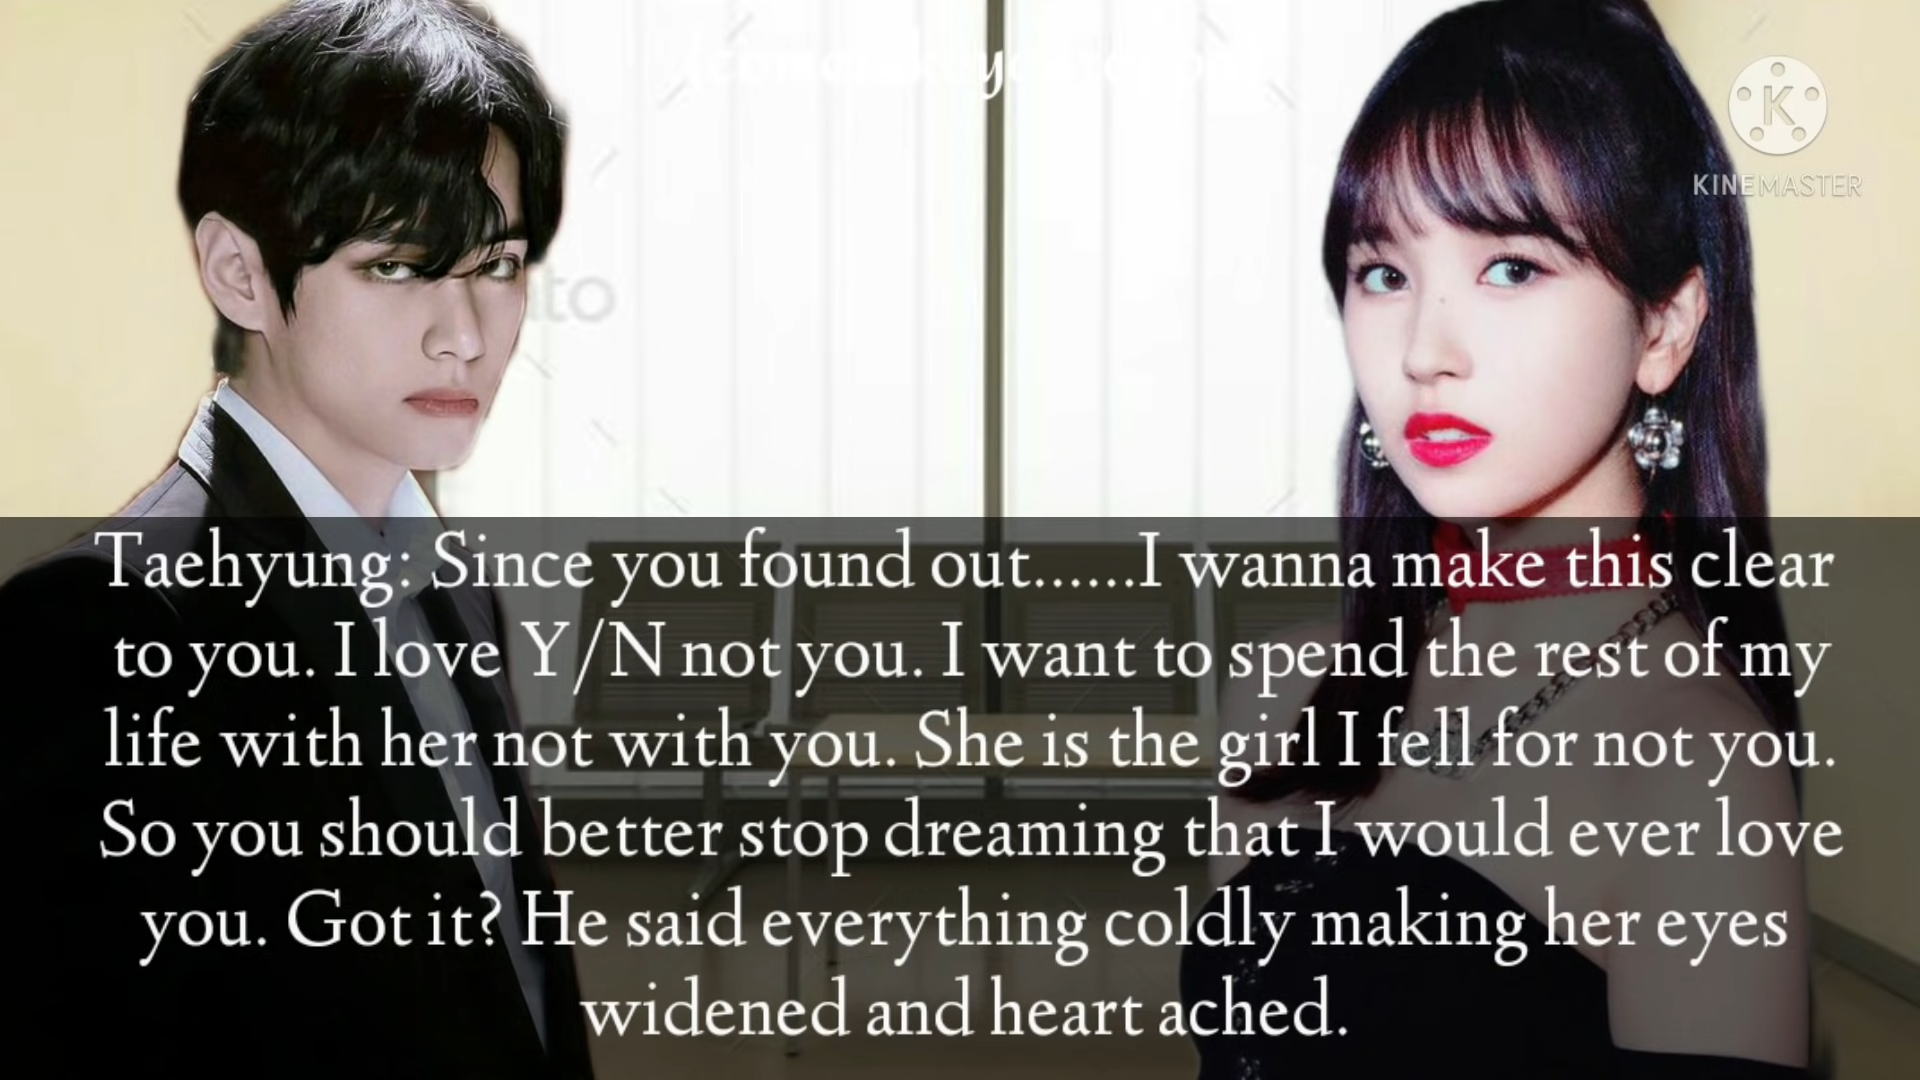 KINEMASTER
Taehyung: Since you found out......I wanna make this clear
to you. I love Y/N not you. I want to spend the rest of my
life with her not with you. She is the girl I fell for not you.
So you should better stop dreaming that I would ever love
you. Got it? He said everything coldly making her eyes
widened and heart ached.